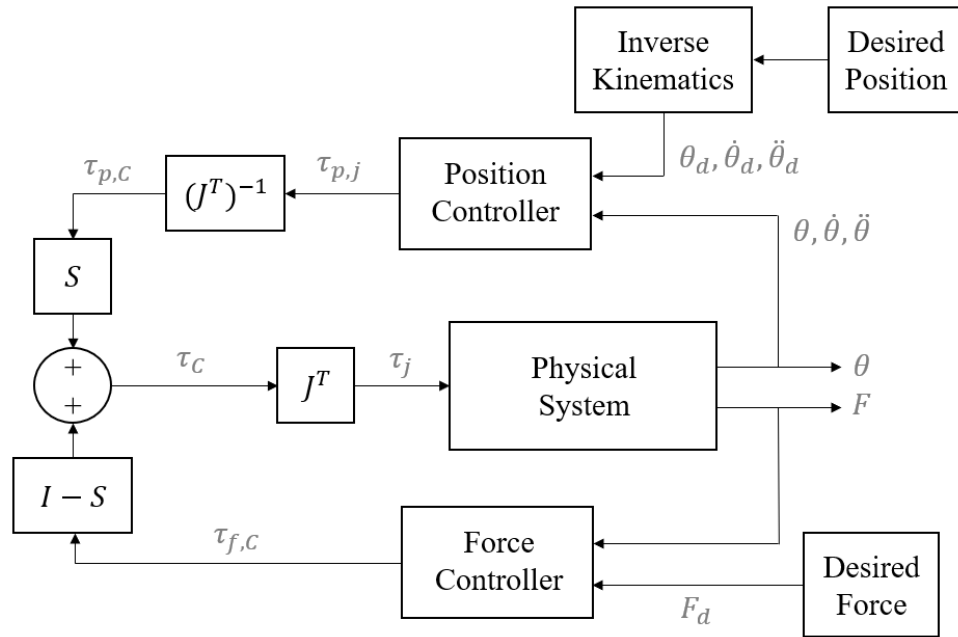 Inverse
Kinematics
Desired
Position
θ_d, θ̇_d, θ̈_d
τ_{p,C}
(J^T)^{-1}
τ_{p,j}
Position
Controller
θ, θ̇, θ̈
S
+
+
τ_C
J^T
τ_j
Physical
System
θ
F
I − S
τ_{f,C}
Force
Controller
F_d
Desired
Force